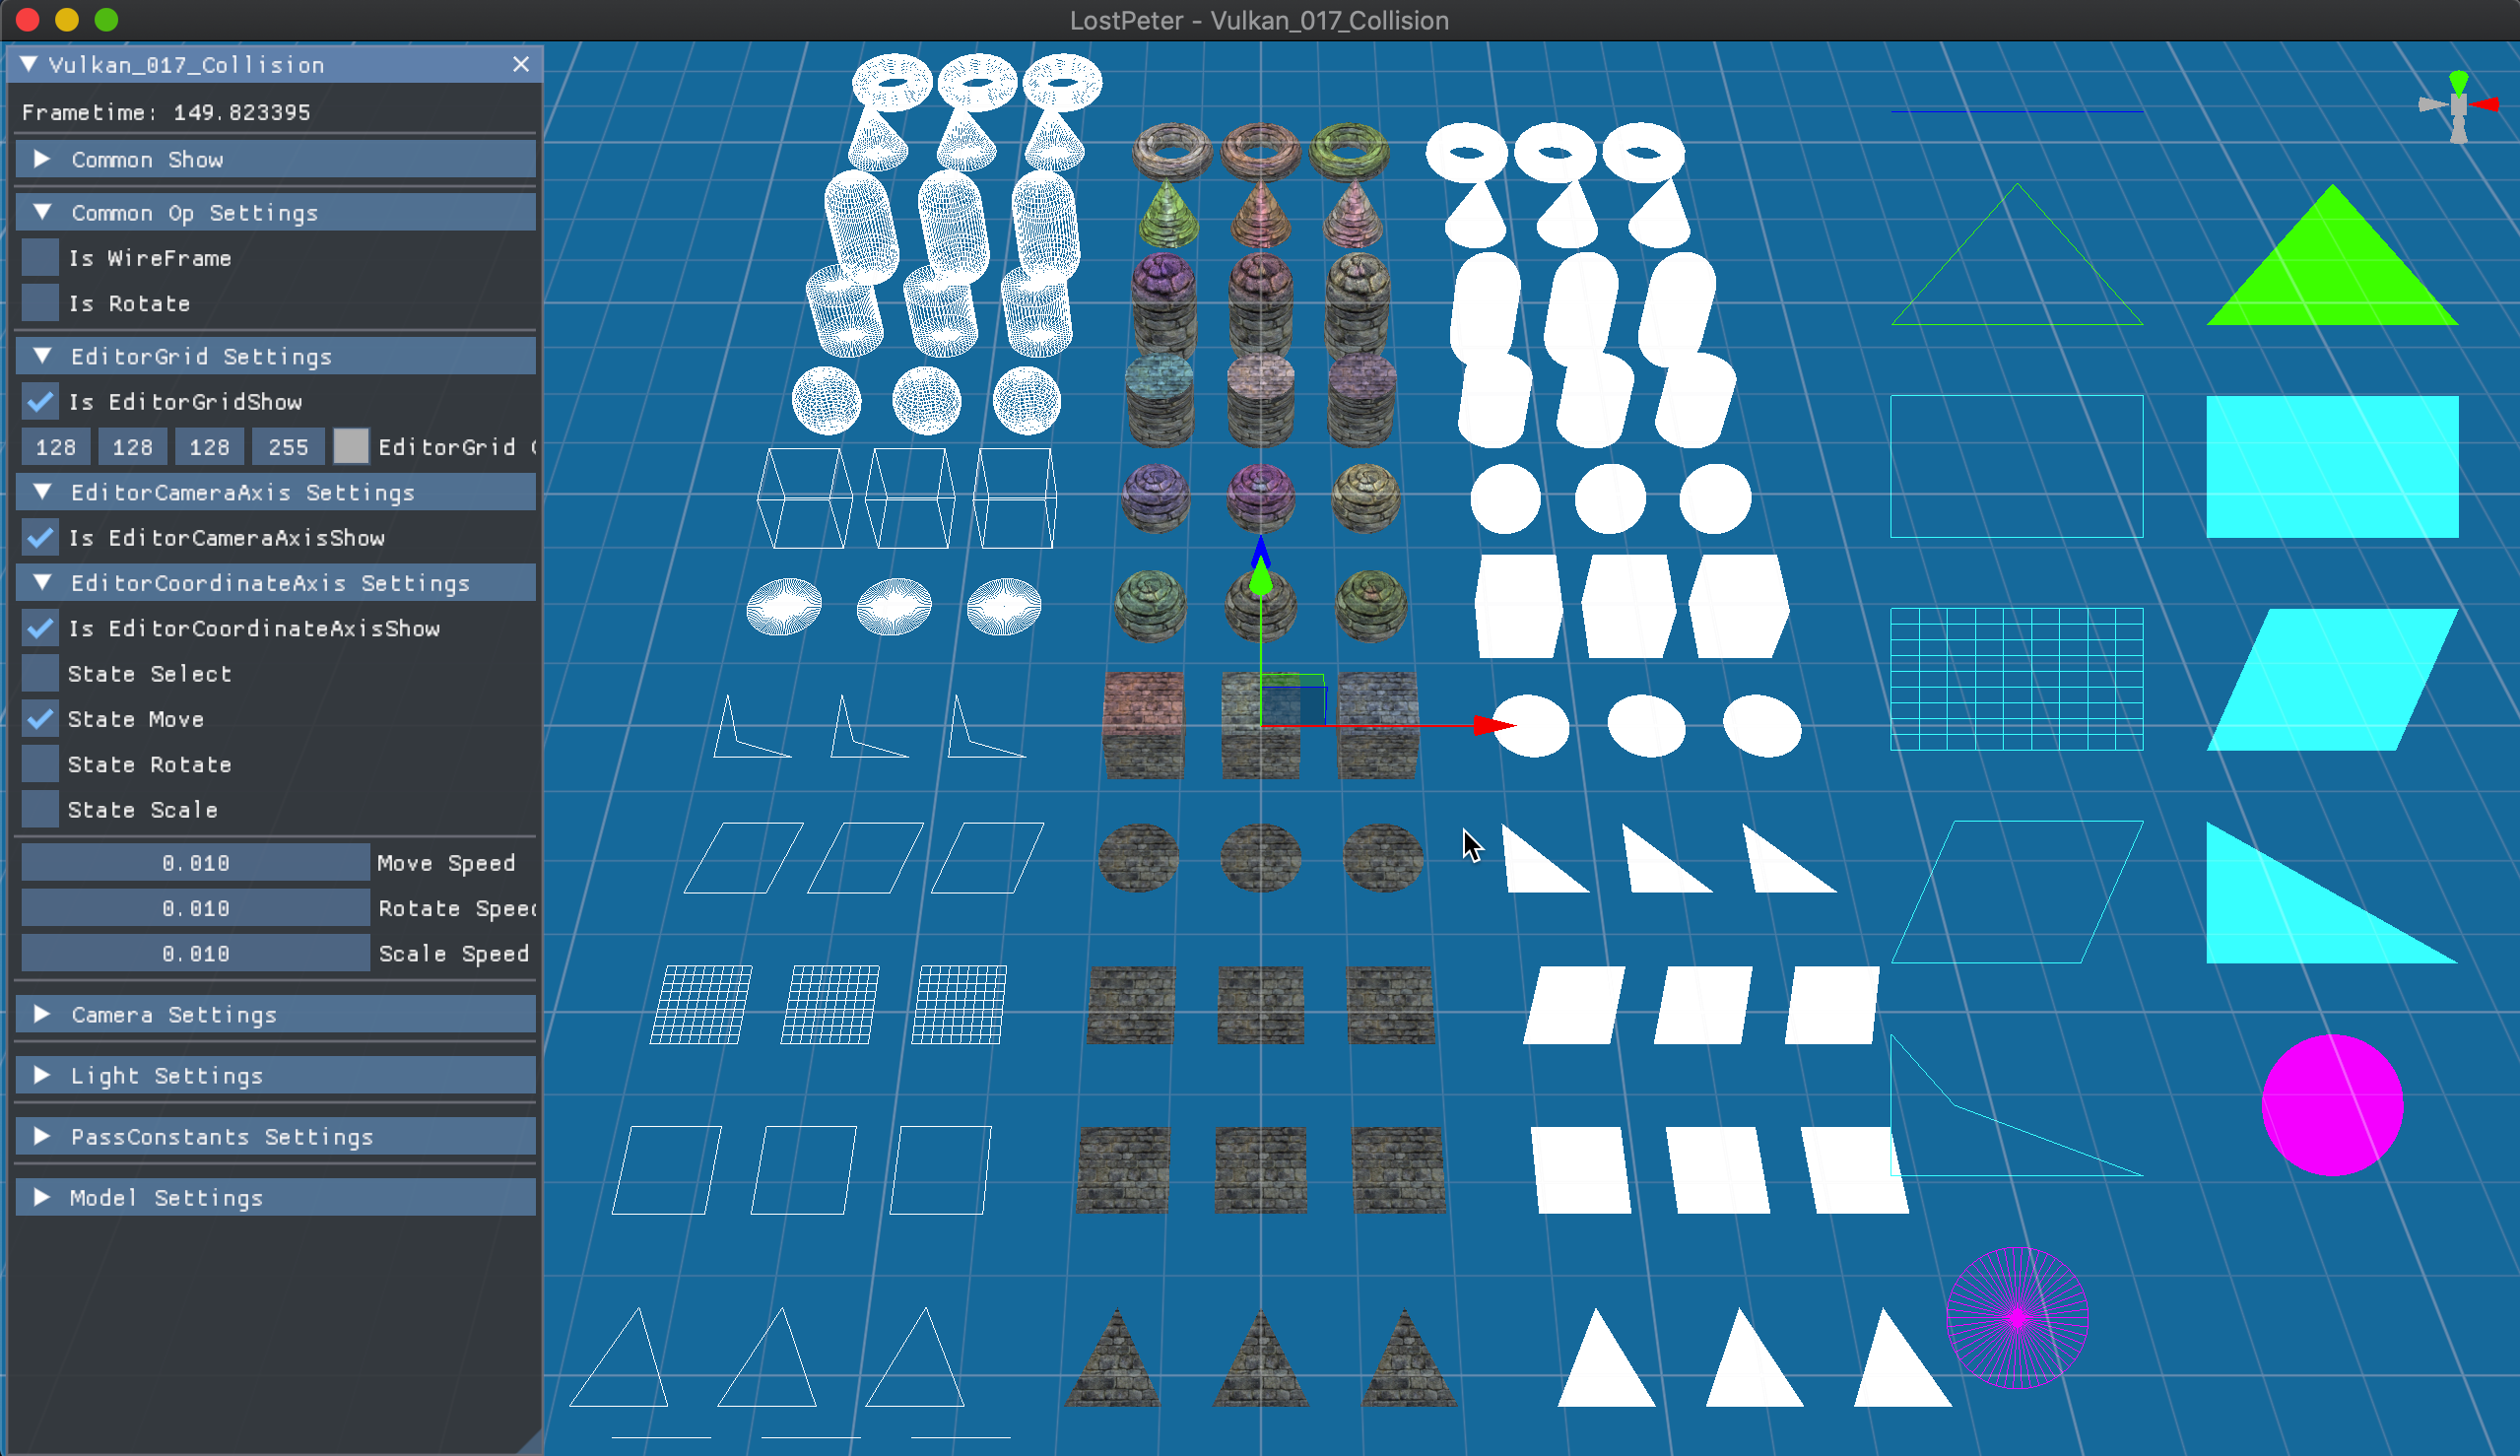 LostPeter - Vulkan_017_Collision
Vulkan_017_Collision
Frametime: 149.823395
Common Show
Common Op Settings
Is WireFrame
Is Rotate
EditorGrid Settings
Is EditorGridShow
128 128 128 255 EditorGrid
EditorCameraAxis Settings
Is EditorCameraAxisShow
EditorCoordinateAxis Settings
Is EditorCoordinateAxisShow
State Select
State Move
State Rotate
State Scale
0.010 Move Speed
0.010 Rotate Speed
0.010 Scale Speed
Camera Settings
Light Settings
PassConstants Settings
Model Settings